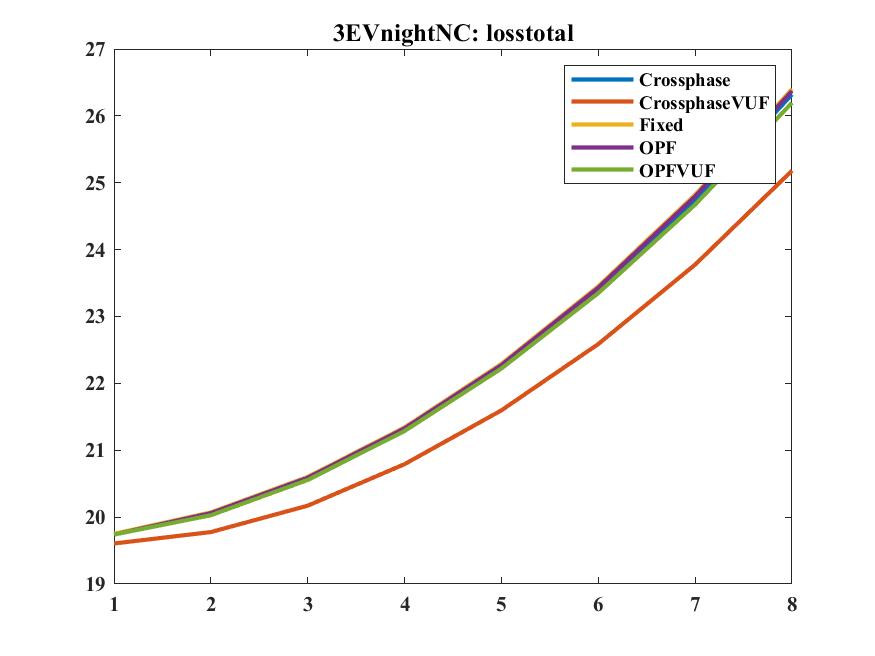 3EVnightNC: losstotal
27
26
25
24
23
22
21
20
19
Crossphase
CrossphaseVUF
Fixed
OPF
OPFVUF
1 2 3 4 5 6 7 8